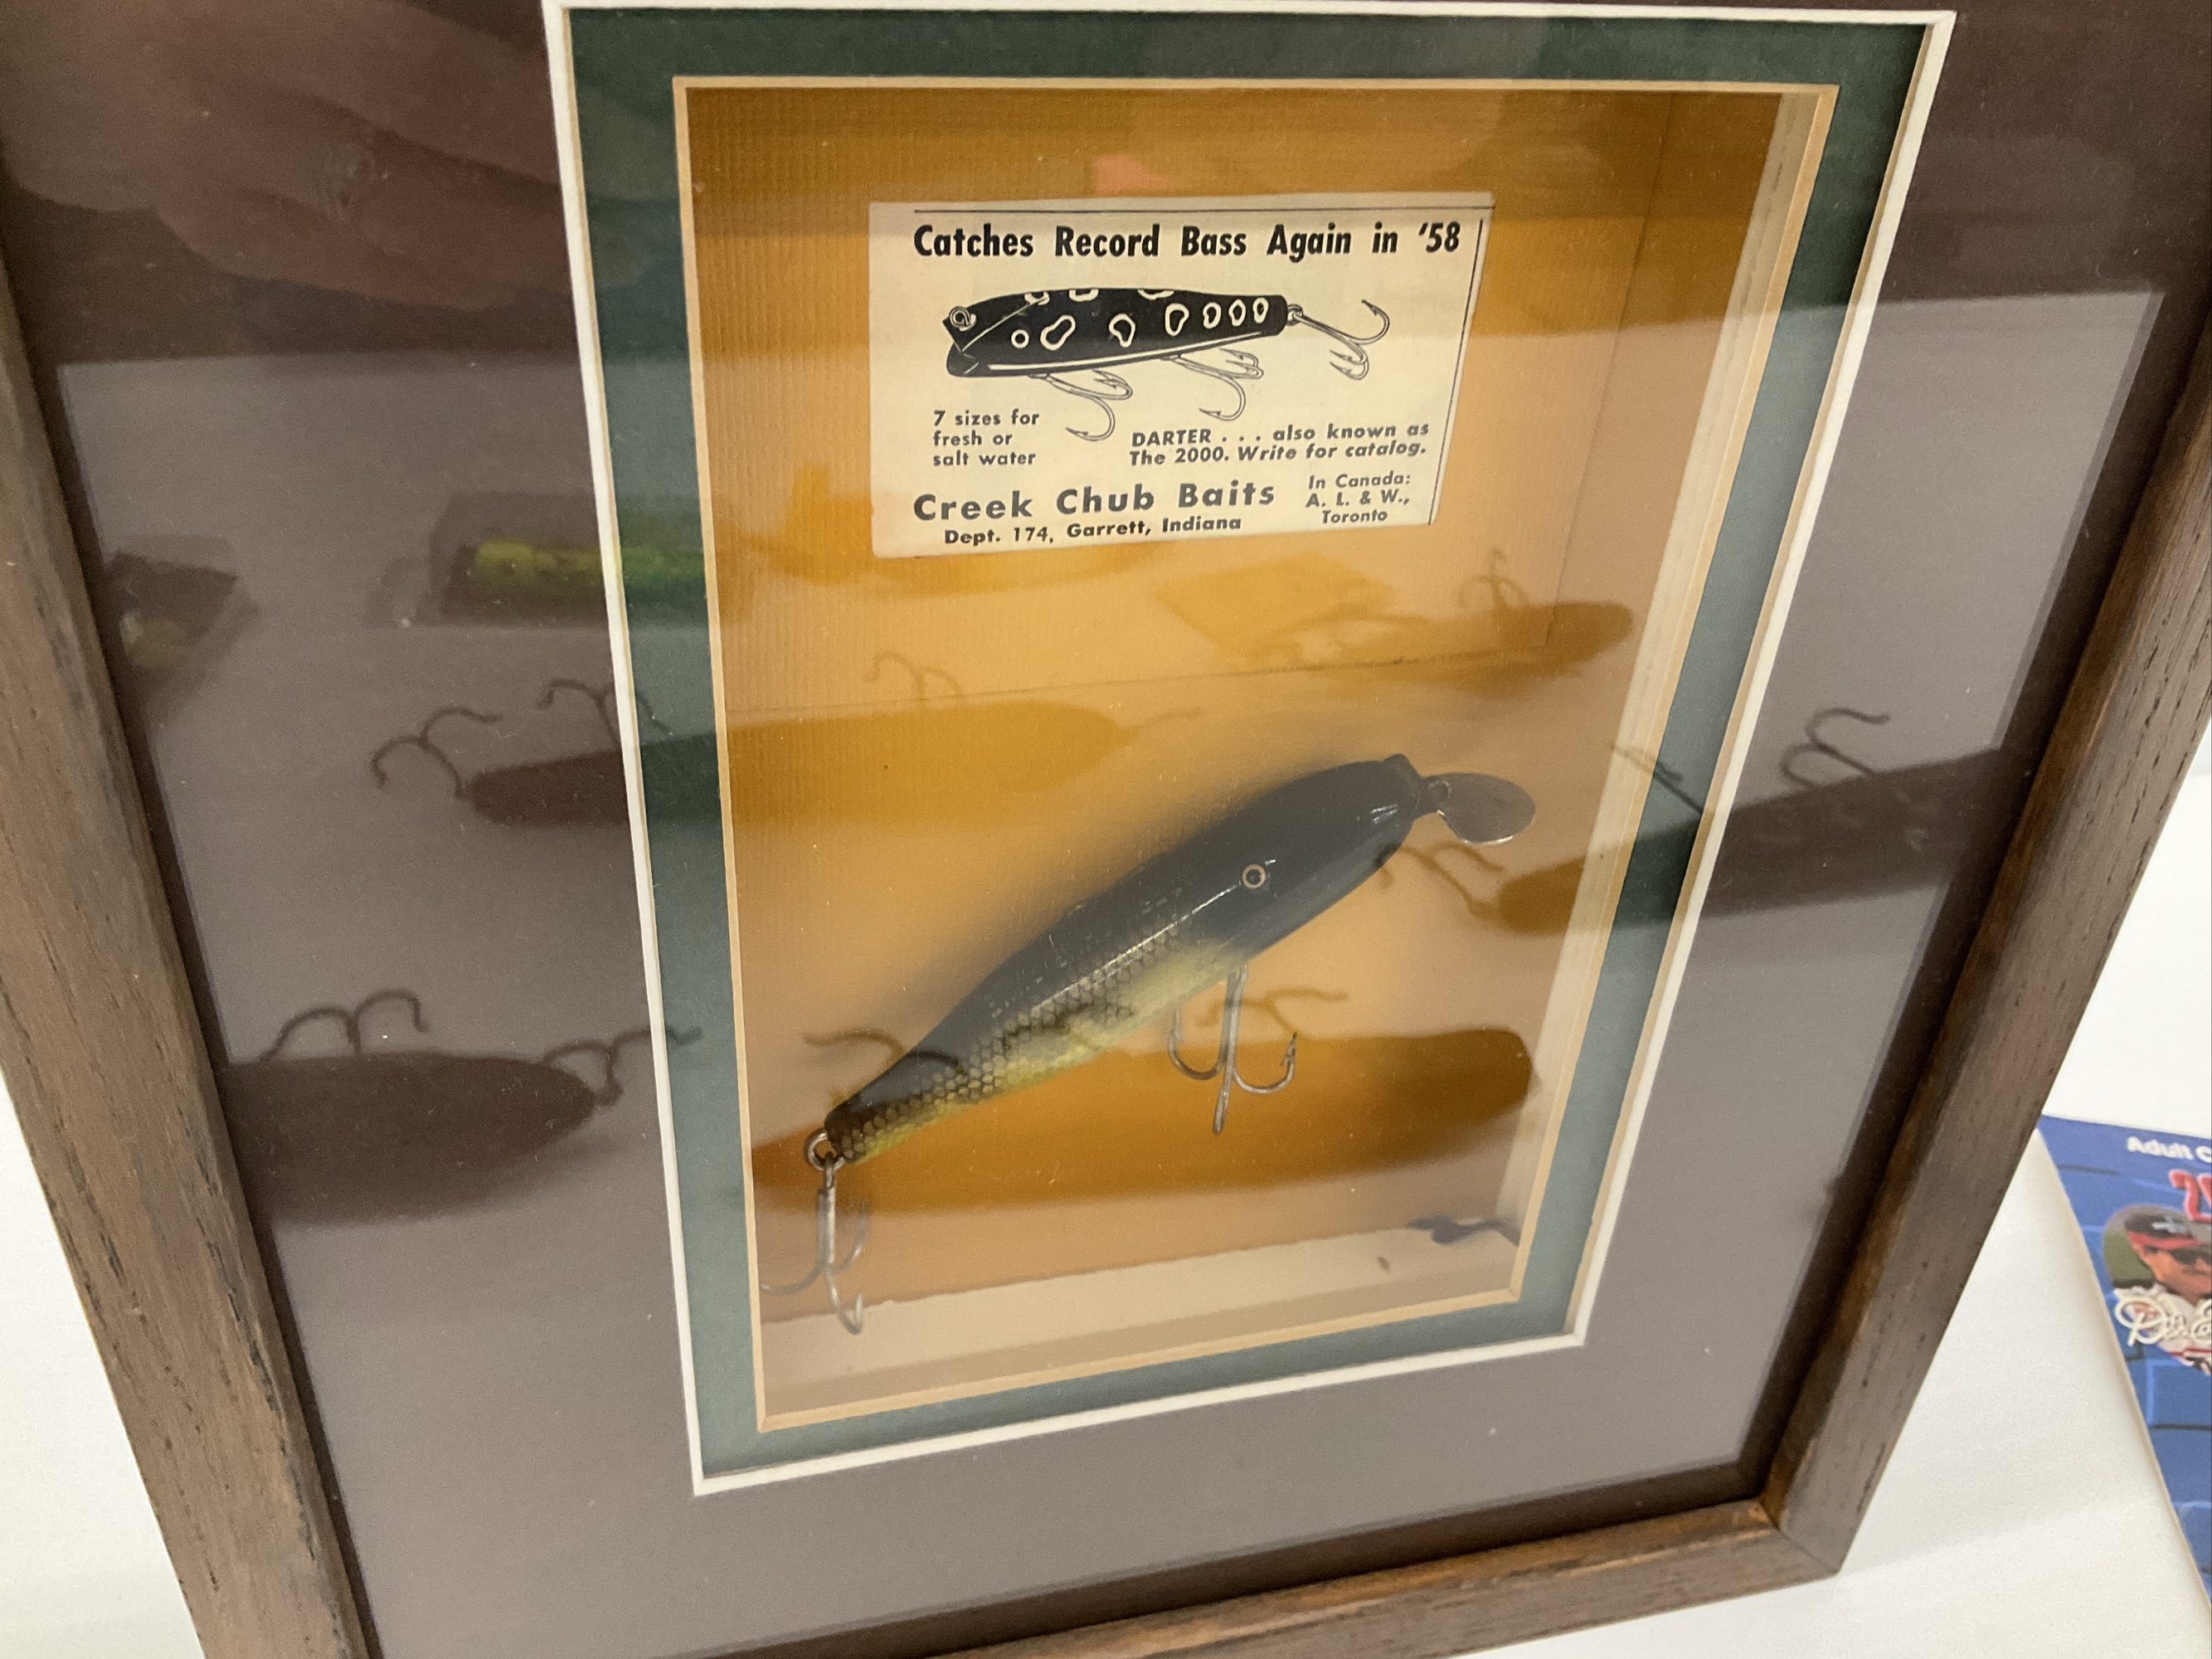 Catches Record Bass Again in '58
7 sizes for
fresh or
salt water
DARTER . . . also known as
The 2000. Write for catalog.
Creek Chub Baits
Dept. 174, Garrett, Indiana
In Canada:
A. L. & W.,
Toronto
Adult